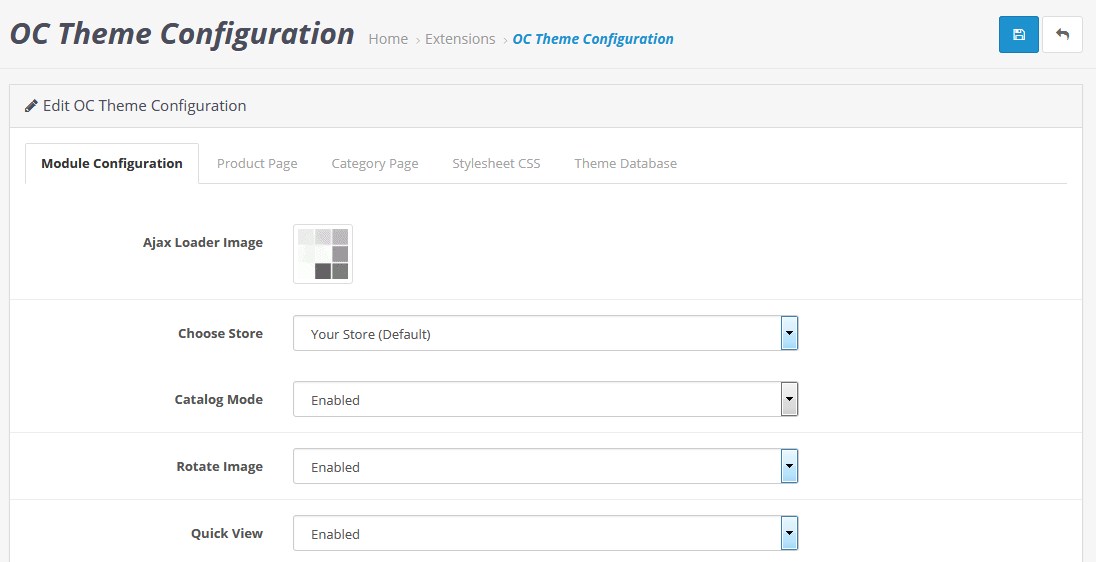 OC Theme Configuration Home › Extensions › OC Theme Configuration
Edit OC Theme Configuration
Module Configuration Product Page Category Page Stylesheet CSS Theme Database
Ajax Loader Image
Choose Store Your Store (Default)
Catalog Mode Enabled
Rotate Image Enabled
Quick View Enabled